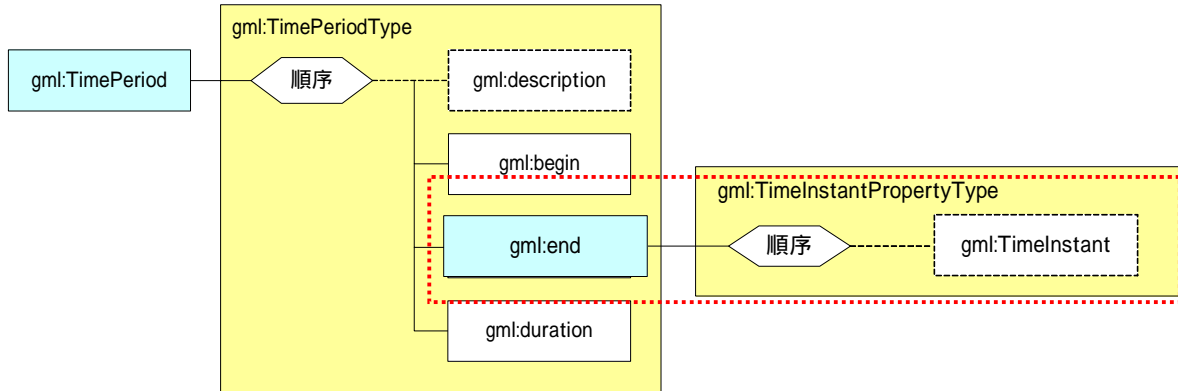 gml:TimePeriodType
gml:TimePeriod
順序
gml:description
gml:begin
gml:TimeInstantPropertyType
gml:end
順序
gml:TimeInstant
gml:duration